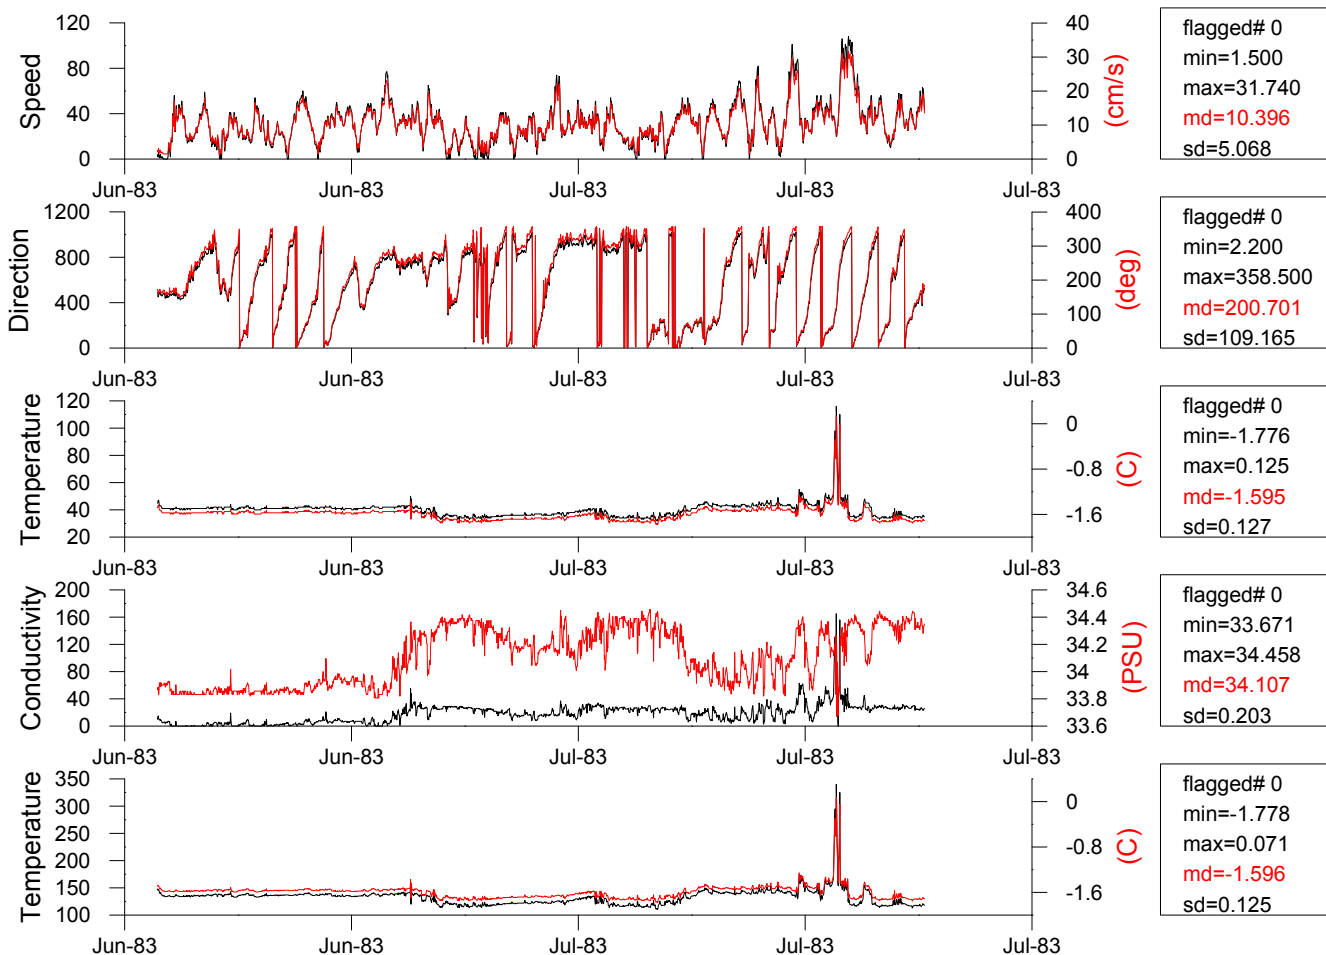 Speed
120
80
40
0
40
30
20
10
0
(cm/s)
Jun-83 Jun-83 Jul-83 Jul-83 Jul-83
flagged# 0
min=1.500
max=31.740
md=10.396
sd=5.068
Direction
1200
800
400
0
400
300
200
100
0
(deg)
Jun-83 Jun-83 Jul-83 Jul-83 Jul-83
flagged# 0
min=2.200
max=358.500
md=200.701
sd=109.165
Temperature
120
100
80
60
40
20
0
-0.8
-1.6
(C)
Jun-83 Jun-83 Jul-83 Jul-83 Jul-83
flagged# 0
min=-1.776
max=0.125
md=-1.595
sd=0.127
Conductivity
200
160
120
80
40
0
34.6
34.4
34.2
34
33.8
33.6
(PSU)
Jun-83 Jun-83 Jul-83 Jul-83 Jul-83
flagged# 0
min=33.671
max=34.458
md=34.107
sd=0.203
Temperature
350
300
250
200
150
100
0
-0.8
-1.6
(C)
Jun-83 Jun-83 Jul-83 Jul-83 Jul-83
flagged# 0
min=-1.778
max=0.071
md=-1.596
sd=0.125